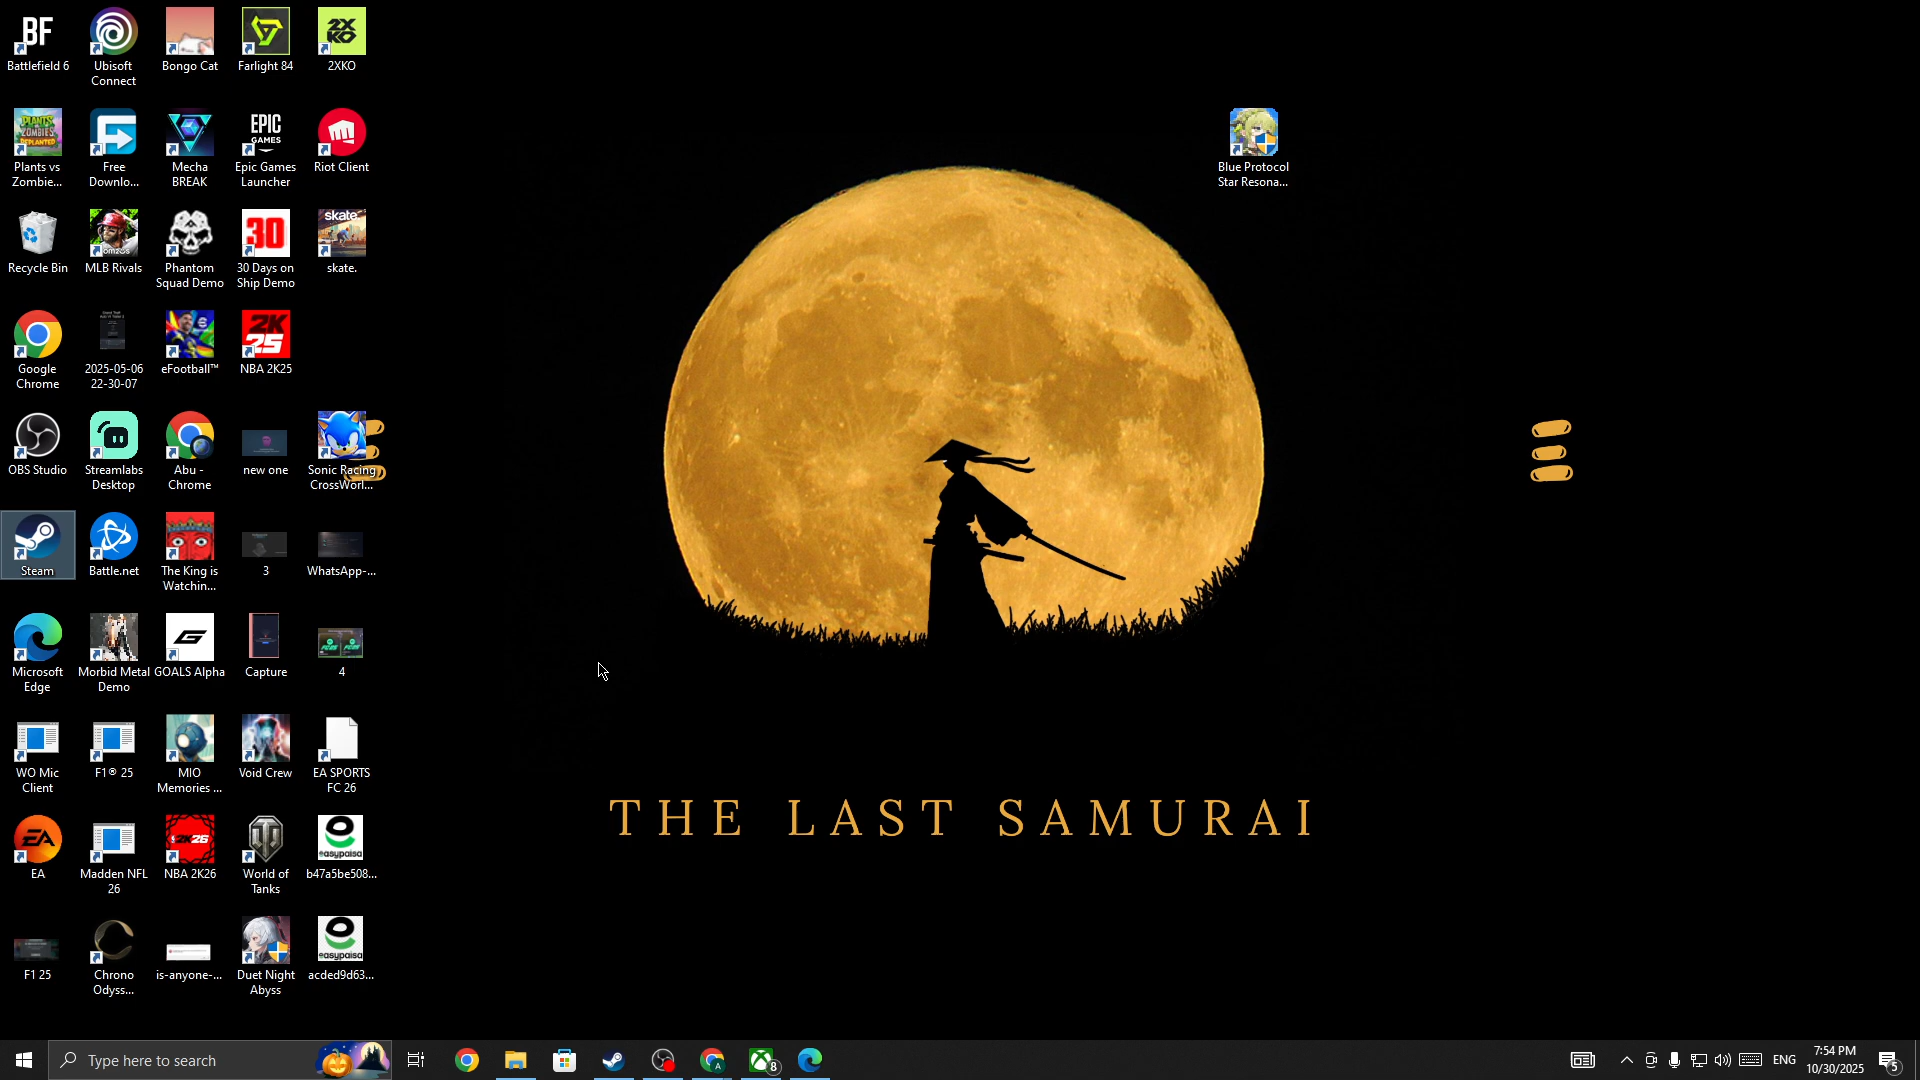 BF
Battlefield 6
Ubisoft
Connect
Bongo Cat
Farlight 84
2X
KO
2XKO
PLANTS
ZOMBIES
REPLANTED
Plants vs
Zombie...
Free
Downlo...
Mecha
BREAK
EPIC
GAMES
Epic Games
Launcher
Riot Client
Blue Protocol
Star Resona...
Recycle Bin
MLB Rivals
Phantom
Squad Demo
30
30 Days on
Ship Demo
skate.
skate.
Google
Chrome
2025-05-06
22-30-07
eFootball™
2K
25
NBA 2K25
OBS Studio
Streamlabs
Desktop
Abu -
Chrome
new one
Sonic Racing
CrossWorl...
Steam
Battle.net
The King is
Watchin...
3
WhatsApp-...
Microsoft
Edge
Morbid Metal
Demo
GOALS Alpha
Capture
4
WO Mic
Client
F1® 25
MIO
Memories ...
Void Crew
EA SPORTS
FC 26
THE LAST SAMURAI
EA
EA
Madden NFL
26
2K26
NBA 2K26
World of
Tanks
easypaisa
b47a5be508...
F1 25
Chrono
Odyss...
is-anyone-...
Duet Night
Abyss
easypaisa
acded9d63...
Type here to search
A
8
ENG
7:54 PM
10/30/2025
5